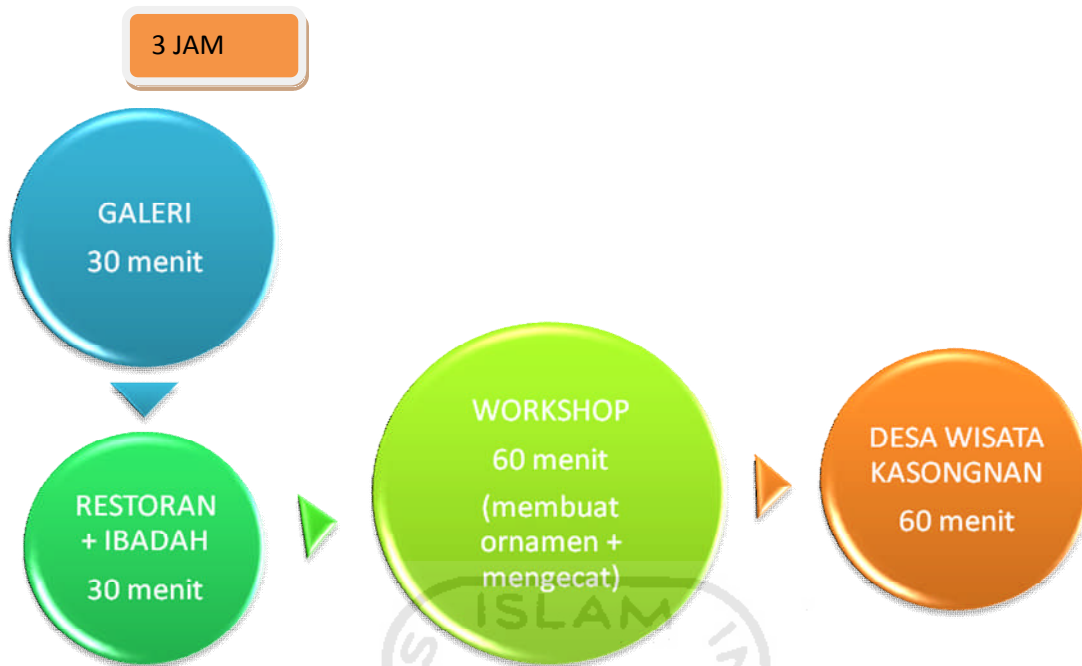 3 JAM
GALERI
30 menit
RESTORAN
+ IBADAH
30 menit
WORKSHOP
60 menit
(membuat
ornamen +
mengecat)
DESA WISATA
KASONGNAN
60 menit
ISLAM